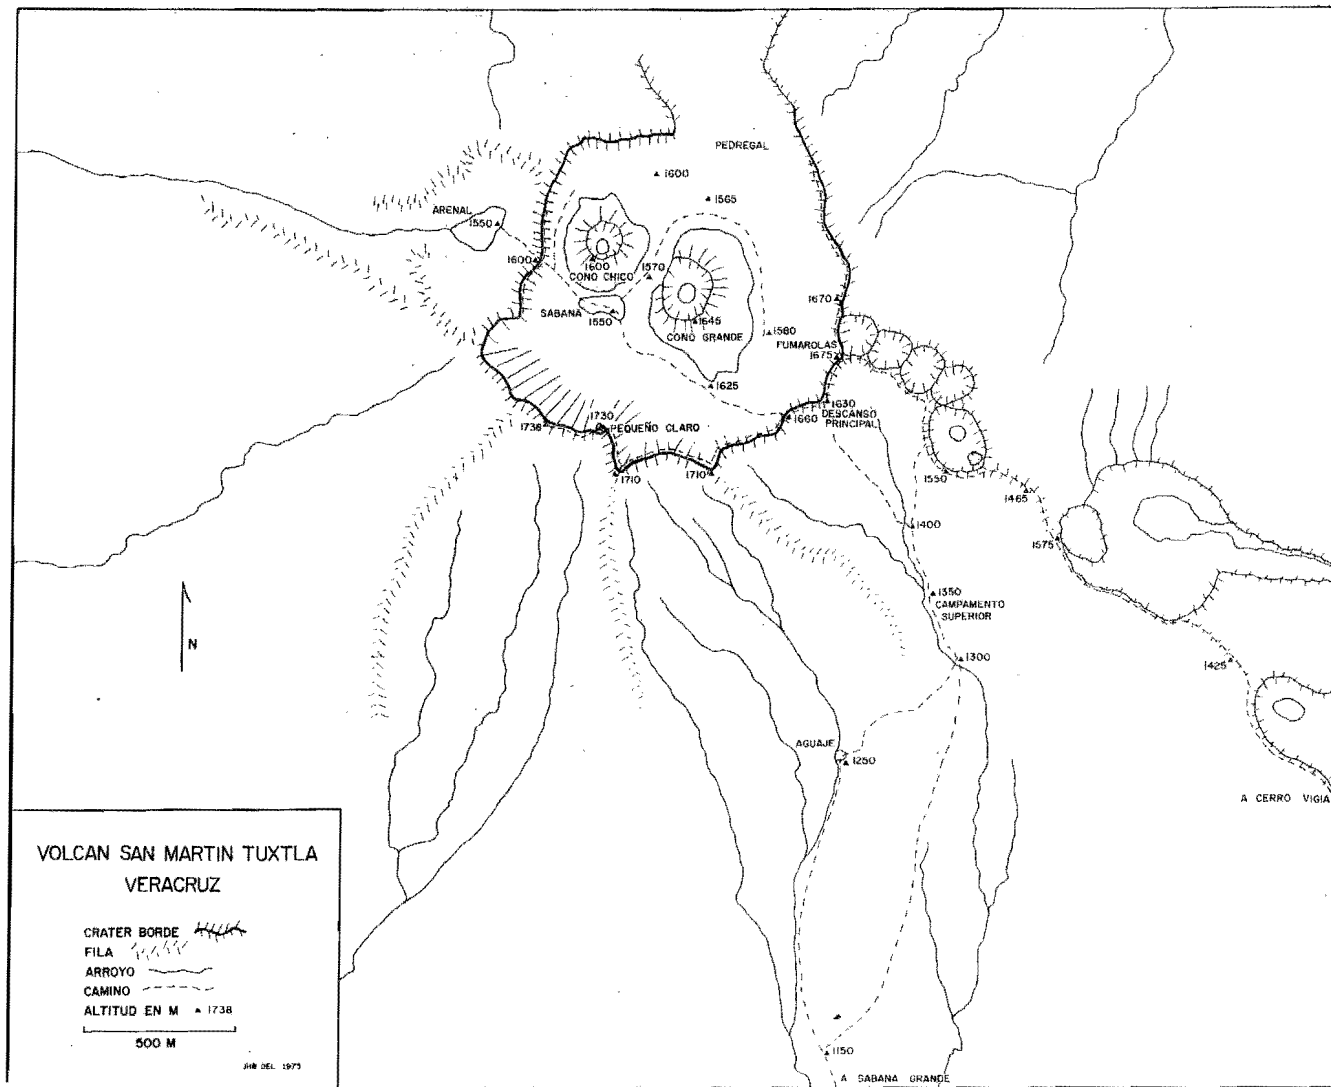 PEDREGAL
1600
1565
ARENAL
1550
1600
1600
CONO CHICO
1570
1670
SABANA
1550
1645
CONO GRANDE
1580
FUMAROLAS
1675
1625
1630
DESCANSO
PRINCIPAL
1660
1738
1730
PEQUEÑO CLARO
1710
1710
1550
1465
1400
1575
1350
CAMPAMENTO
SUPERIOR
1300
1425
N
AGUAJE
1250
A CERRO VIGIA
1150
A SABANA GRANDE
VOLCAN SAN MARTIN TUXTLA
VERACRUZ
CRATER BORDE
FILA
ARROYO
CAMINO
ALTITUD EN M 1738
500 M
DEL 1975